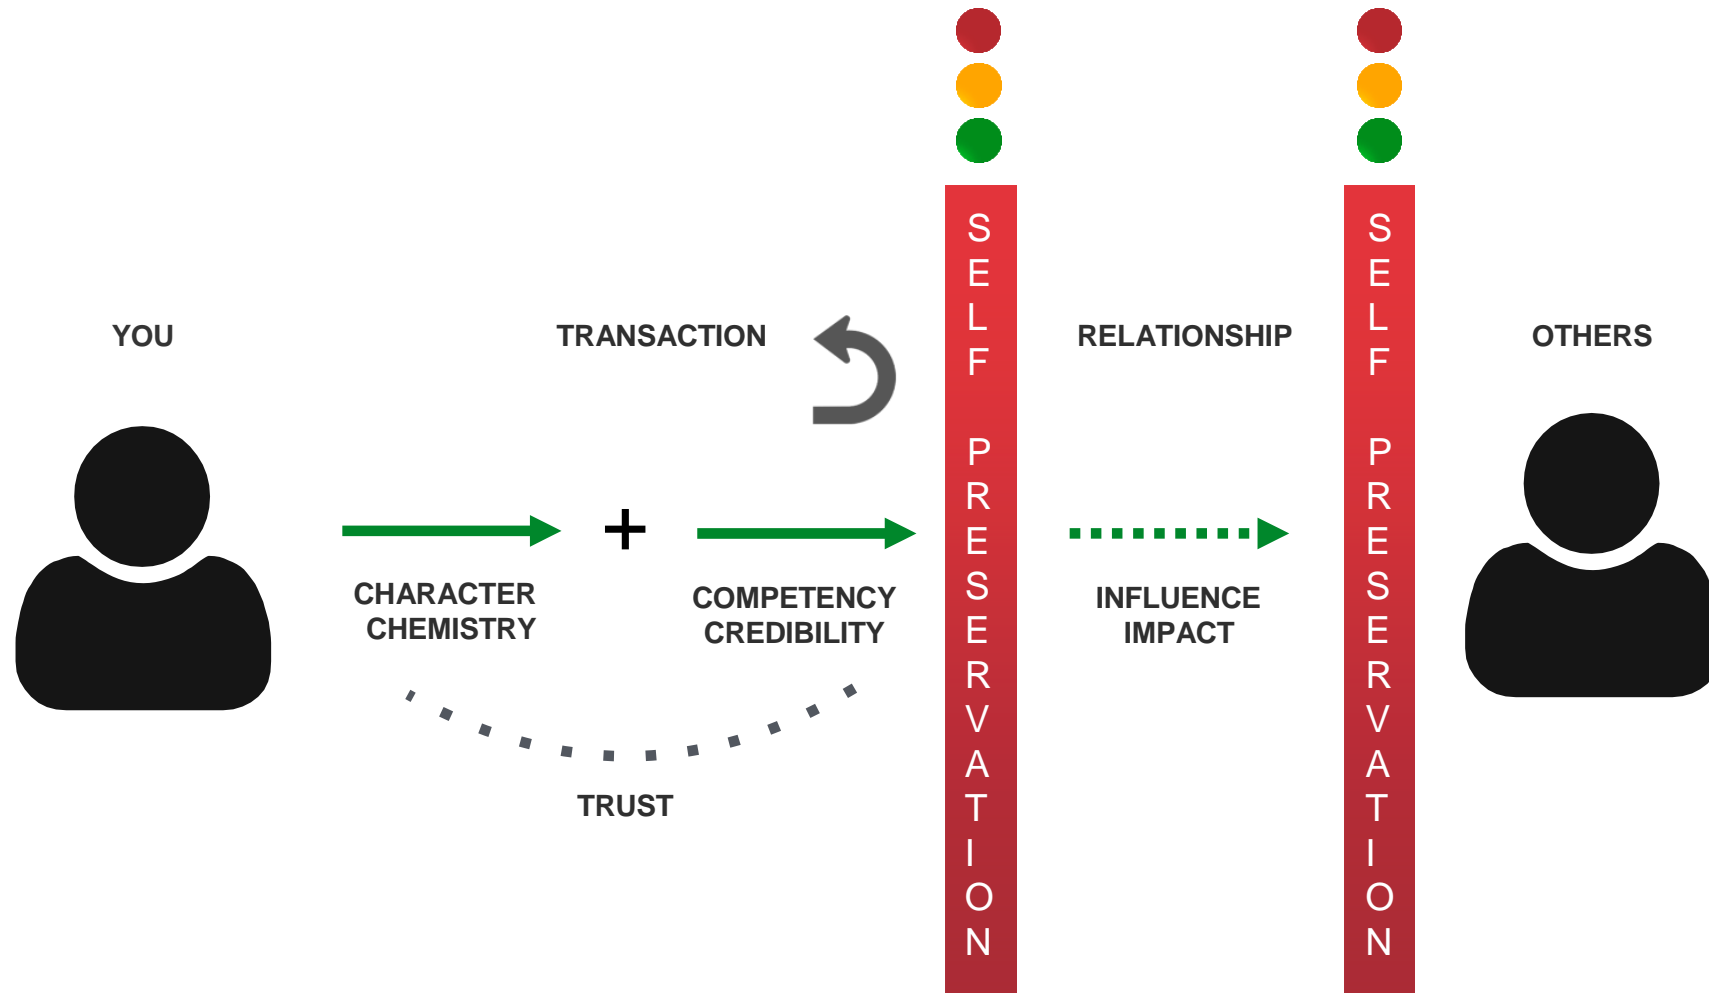 YOU
TRANSACTION
RELATIONSHIP
OTHERS
CHARACTER
CHEMISTRY
+
COMPETENCY
CREDIBILITY
INFLUENCE
IMPACT
TRUST
SELF PRESERVATION
SELF PRESERVATION